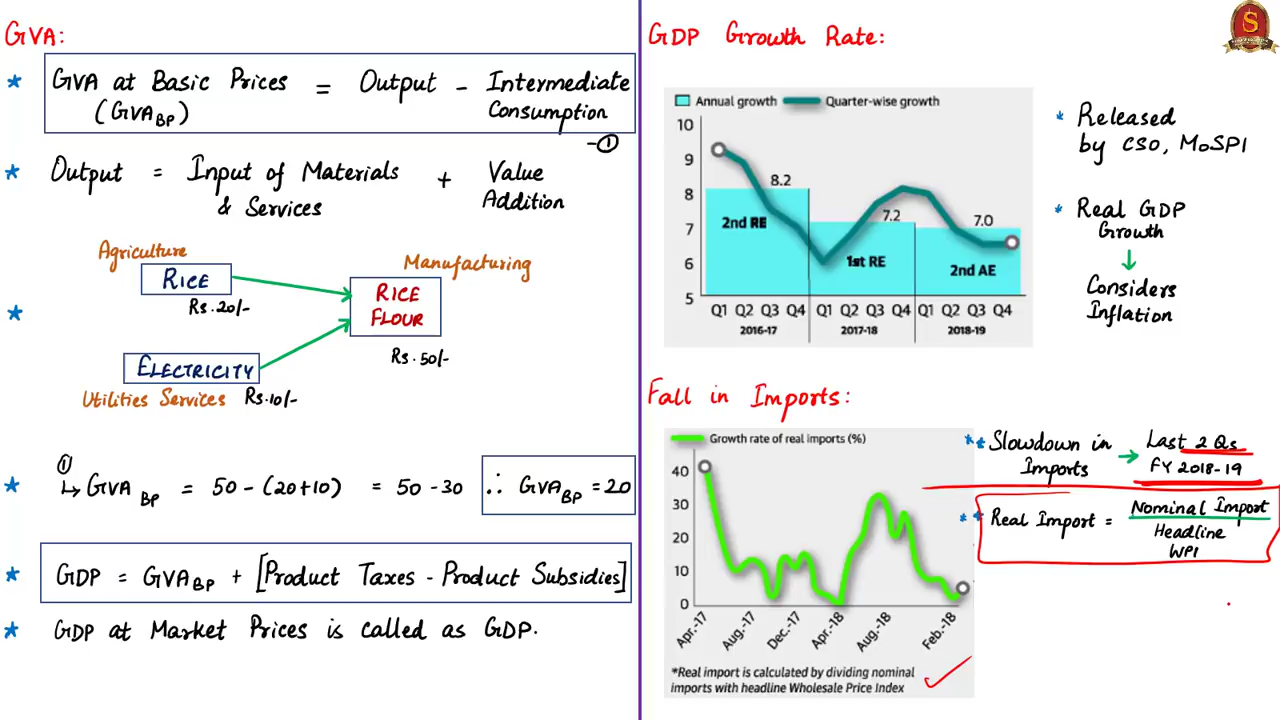 GVA:
* GVA at Basic Prices = Output - Intermediate
(GVA BP) Consumption
-①
* Output = Input of Materials + Value
& Services Addition
Agriculture
RICE
Rs.20/-
Manufacturing
RICE
FLOUR
Rs.50/-
*
ELECTRICITY
Utilities Services Rs.10/-
①
* ↳ GVA BP = 50 - (20+10) = 50 - 30 ∴ GVA BP = 20
* GDP = GVA BP + [Product Taxes - Product Subsidies]
* GDP at Market Prices is called as GDP.
GDP Growth Rate:
Annual growth Quarter-wise growth
10
9
8
7
6
5
8.2
7.2
7.0
2nd RE
1st RE
2nd AE
Q1 Q2 Q3 Q4 Q1 Q2 Q3 Q4 Q1 Q2 Q3 Q4
2016-17 2017-18 2018-19
* Released
by CSO, MoSPI
* Real GDP
Growth
↓
Considers
Inflation
Fall in Imports:
Growth rate of real imports (%)
40
30
20
10
0
Apr.-17 Aug.-17 Dec.-17 Apr.-18 Aug.-18 Feb.-18
*Real import is calculated by dividing nominal
imports with headline Wholesale Price Index
** Slowdown in → Last 2 Qs
Imports FY 2018-19
** Real Import = Nominal Import
Headline
WPI
S